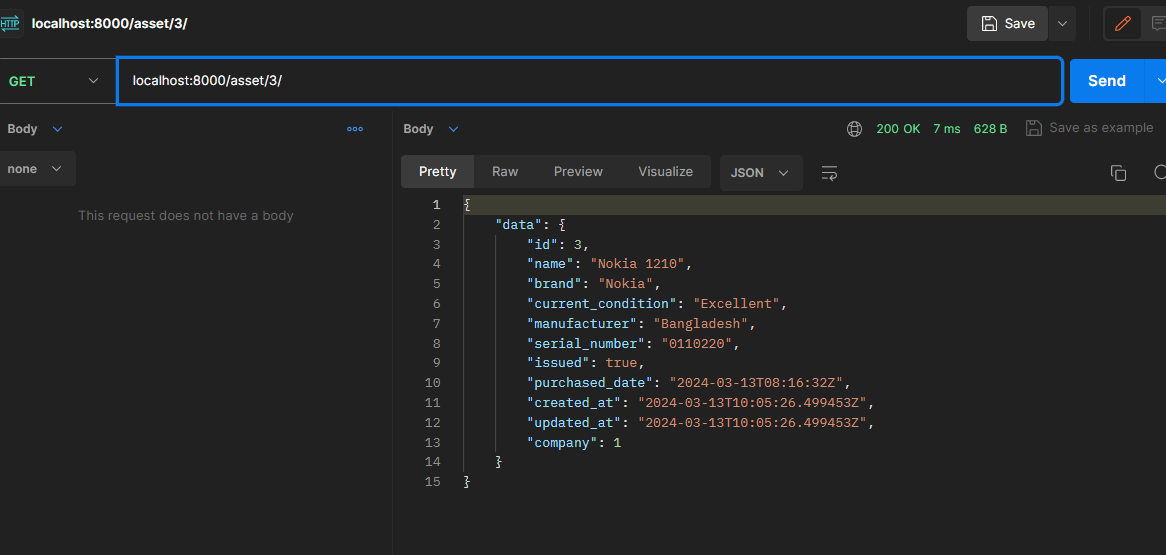 HTTP localhost:8000/asset/3/ Save
GET localhost:8000/asset/3/ Send
Body Body 200 OK 7 ms 628 B Save as example
none Pretty Raw Preview Visualize JSON
This request does not have a body
1 {
2 "data": {
3 "id": 3,
4 "name": "Nokia 1210",
5 "brand": "Nokia",
6 "current_condition": "Excellent",
7 "manufacturer": "Bangladesh",
8 "serial_number": "0110220",
9 "issued": true,
10 "purchased_date": "2024-03-13T08:16:32Z",
11 "created_at": "2024-03-13T10:05:26.499453Z",
12 "updated_at": "2024-03-13T10:05:26.499453Z",
13 "company": 1
14 }
15 }